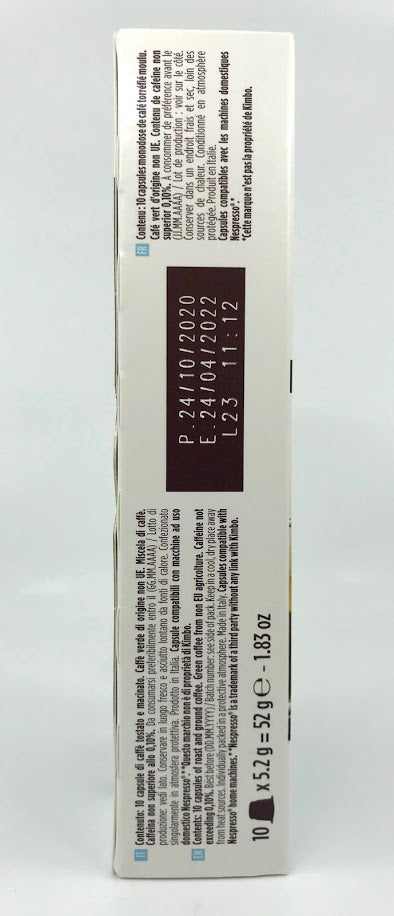 IT Contenuto: 10 capsule di caffè tostato e macinato. Caffè verde di origine non UE. Miscela di caffè.
Caffeina non superiore allo 0,10%. Da consumarsi preferibilmente entro il (GG.MM.AAAA) / Lotto di
produzione: vedi lato. Conservare in luogo fresco e asciutto lontano da fonti di calore. Confezionato
singolarmente in atmosfera protettiva. Prodotto in Italia. Capsule compatibili con macchine ad uso
domestico Nespresso®.* *Questo marchio non è di proprietà di Kimbo.
EN Contents: 10 capsules of roast and ground coffee. Green coffee from non EU agriculture. Caffeine not
exceeding 0,10%. Best before (DD.MM.YYYY) / Batch number: see side of pack. Keep in a cool, dry place away
from heat sources. Individually packed in a protective atmosphere. Made in Italy. Capsules compatible with
Nespresso® home machines.* *Nespresso® is a trademark of a third party without any link with Kimbo.
10 x 5.2 g = 52 g ℮ - 1.83 OZ
P.24/10/2020
E.24/04/2022
L23 11:12
FR Contenu : 10 capsules monodose de café torréfié moulu.
Café vert d'origine non UE. Contenu de caféine non
superior 0,10%. A consommer de préférence avant le
(JJ.MM.AAAA) / Lot de production : voir sur le côté.
Conserver dans un endroit frais et sec, loin des
sources de chaleur. Conditionné en atmosphère
protégée. Produit en Italie.
Capsules compatibles avec les machines domestiques
Nespresso®*
*Cette marque n'est pas la propriété de Kimbo.